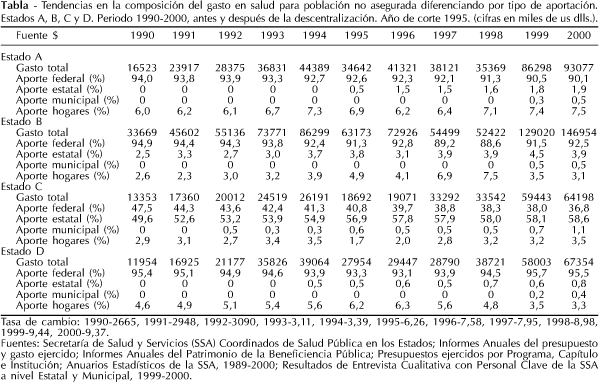 Tabla - Tendencias en la composición del gasto en salud para población no asegurada diferenciando por tipo de aportación.
Estados A, B, C y D. Periodo 1990-2000, antes y después de la descentralización. Año de corte 1995. (cifras en miles de us dlls.).
Fuente $ 1990 1991 1992 1993 1994 1995 1996 1997 1998 1999 2000
Estado A
Gasto total 16523 23917 28375 36831 44389 34642 41321 38121 35369 86298 93077
Aporte federal (%) 94,0 93,8 93,9 93,3 92,7 92,6 92,3 92,1 91,3 90,5 90,1
Aporte estatal (%) 0 0 0 0 0 0,5 1,5 1,5 1,6 1,8 1,9
Aporte municipal (%) 0 0 0 0 0 0 0 0 0 0,3 0,5
Aporte hogares (%) 6,0 6,2 6,1 6,7 7,3 6,9 6,2 6,4 7,1 7,4 7,5
Estado B
Gasto total 33669 45602 55136 73771 86299 63173 72926 54499 52422 129020 146954
Aporte federal (%) 94,9 94,4 94,3 93,8 92,4 91,3 92,8 89,2 88,6 91,5 92,5
Aporte estatal (%) 2,5 3,3 2,7 3,0 3,7 3,8 3,1 3,9 3,9 4,5 3,9
Aporte municipal (%) 0 0 0 0 0 0 0 0 0 0,5 0,5
Aporte hogares (%) 2,6 2,3 3,0 3,2 3,9 4,9 4,1 6,9 7,5 3,5 3,1
Estado C
Gasto total 13353 17360 20012 24519 26191 18692 19071 33292 33542 59443 64198
Aporte federal (%) 47,5 44,3 43,6 42,4 41,3 40,8 39,7 38,8 38,3 38,0 36,8
Aporte estatal (%) 49,6 52,6 53,2 53,9 54,9 56,9 57,8 57,9 58,0 58,1 58,6
Aporte municipal (%) 0 0 0,5 0,3 0,3 0,6 0,5 0,5 0,5 0,7 1,1
Aporte hogares (%) 2,9 3,1 2,7 3,4 3,5 1,7 2,0 2,8 3,2 3,2 3,5
Estado D
Gasto total 11954 16925 21177 35826 39064 27954 29447 28790 38721 58003 67354
Aporte federal (%) 95,4 95,1 94,9 94,6 93,9 93,3 93,1 93,9 94,5 95,7 95,5
Aporte estatal (%) 0 0 0 0 0,5 0,5 0,6 0,5 0,7 0,6 0,8
Aporte municipal (%) 0 0 0 0 0 0 0 0 0 0,2 0,4
Aporte hogares (%) 4,6 4,9 5,1 5,4 5,6 6,2 6,3 5,6 4,8 3,5 3,3
Tasa de cambio: 1990-2665, 1991-2948, 1992-3090, 1993-3,11, 1994-3,39, 1995-6,26, 1996-7,58, 1997-7,95, 1998-8,98,
1999-9,44, 2000-9,37.
Fuentes: Secretaría de Salud y Servicios (SSA) Coordinados de Salud Pública en los Estados; Informes Anuales del presupuesto
y gasto ejercido; Informes Anuales del Patrimonio de la Beneficiencia Pública; Presupuestos ejercidos por Programa, Capítulo
e Institución; Anuarios Estadísticos de la SSA, 1989-2000; Resultados de Entrevista Cualitativa con Personal Clave de la SSA
a nivel Estatal y Municipal, 1999-2000.